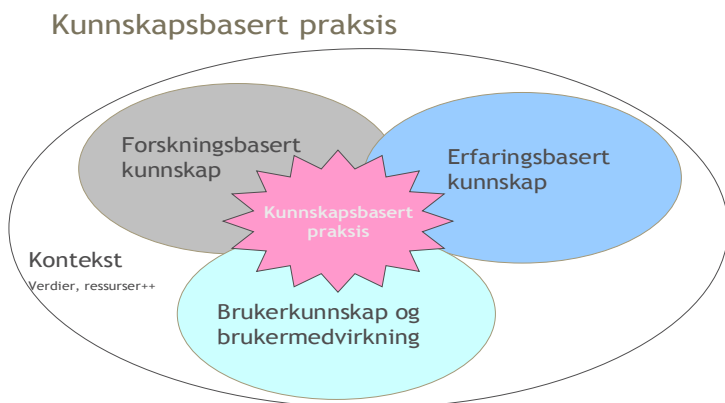 Kunnskapsbasert praksis
Forskningsbasert
kunnskap
Erfaringsbasert
kunnskap
Kunnskapsbasert
praksis
Kontekst
Verdier, ressurser++
Brukerkunnskap og
brukermedvirkning